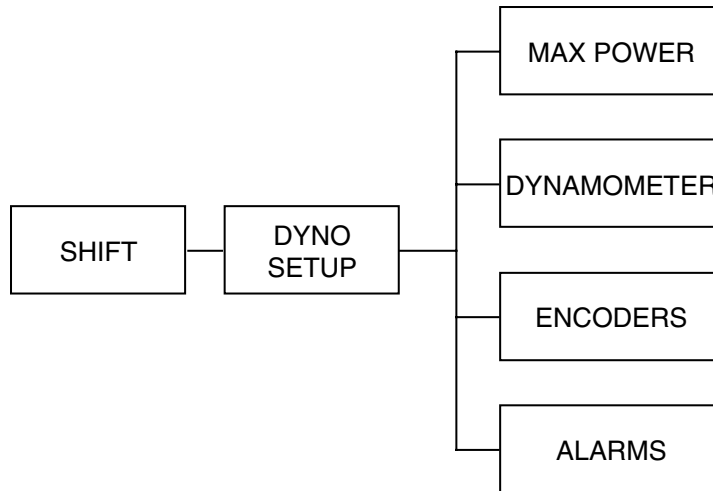 SHIFT
DYNO
SETUP
MAX POWER
DYNAMOMETER
ENCODERS
ALARMS